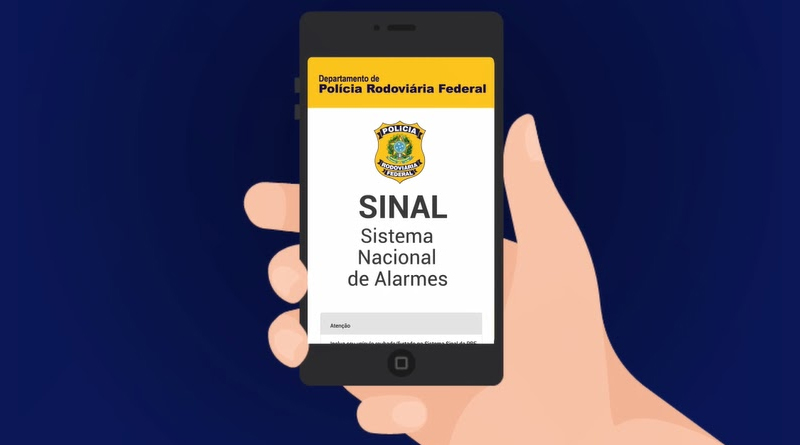 Departamento de
Polícia Rodoviária Federal
POLÍCIA
RODOVIÁRIA
FEDERAL
SINAL
Sistema
Nacional
de Alarmes
Atenção